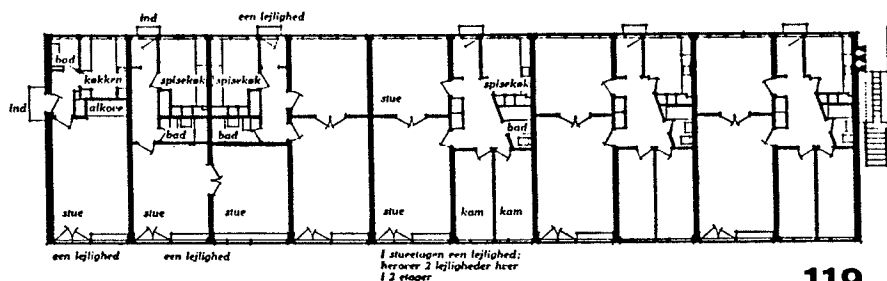 ind
een lejlighed
bad
køkken
spisekøk
spisekøk
stue
spisekøk
ind
alkove
bad
bad
bad
stue
stue
stue
stue
kam
kam
een lejlighed
een lejlighed
I stueetagen een lejlighed;
herover 2 lejligheder hver
i 2 etager
119